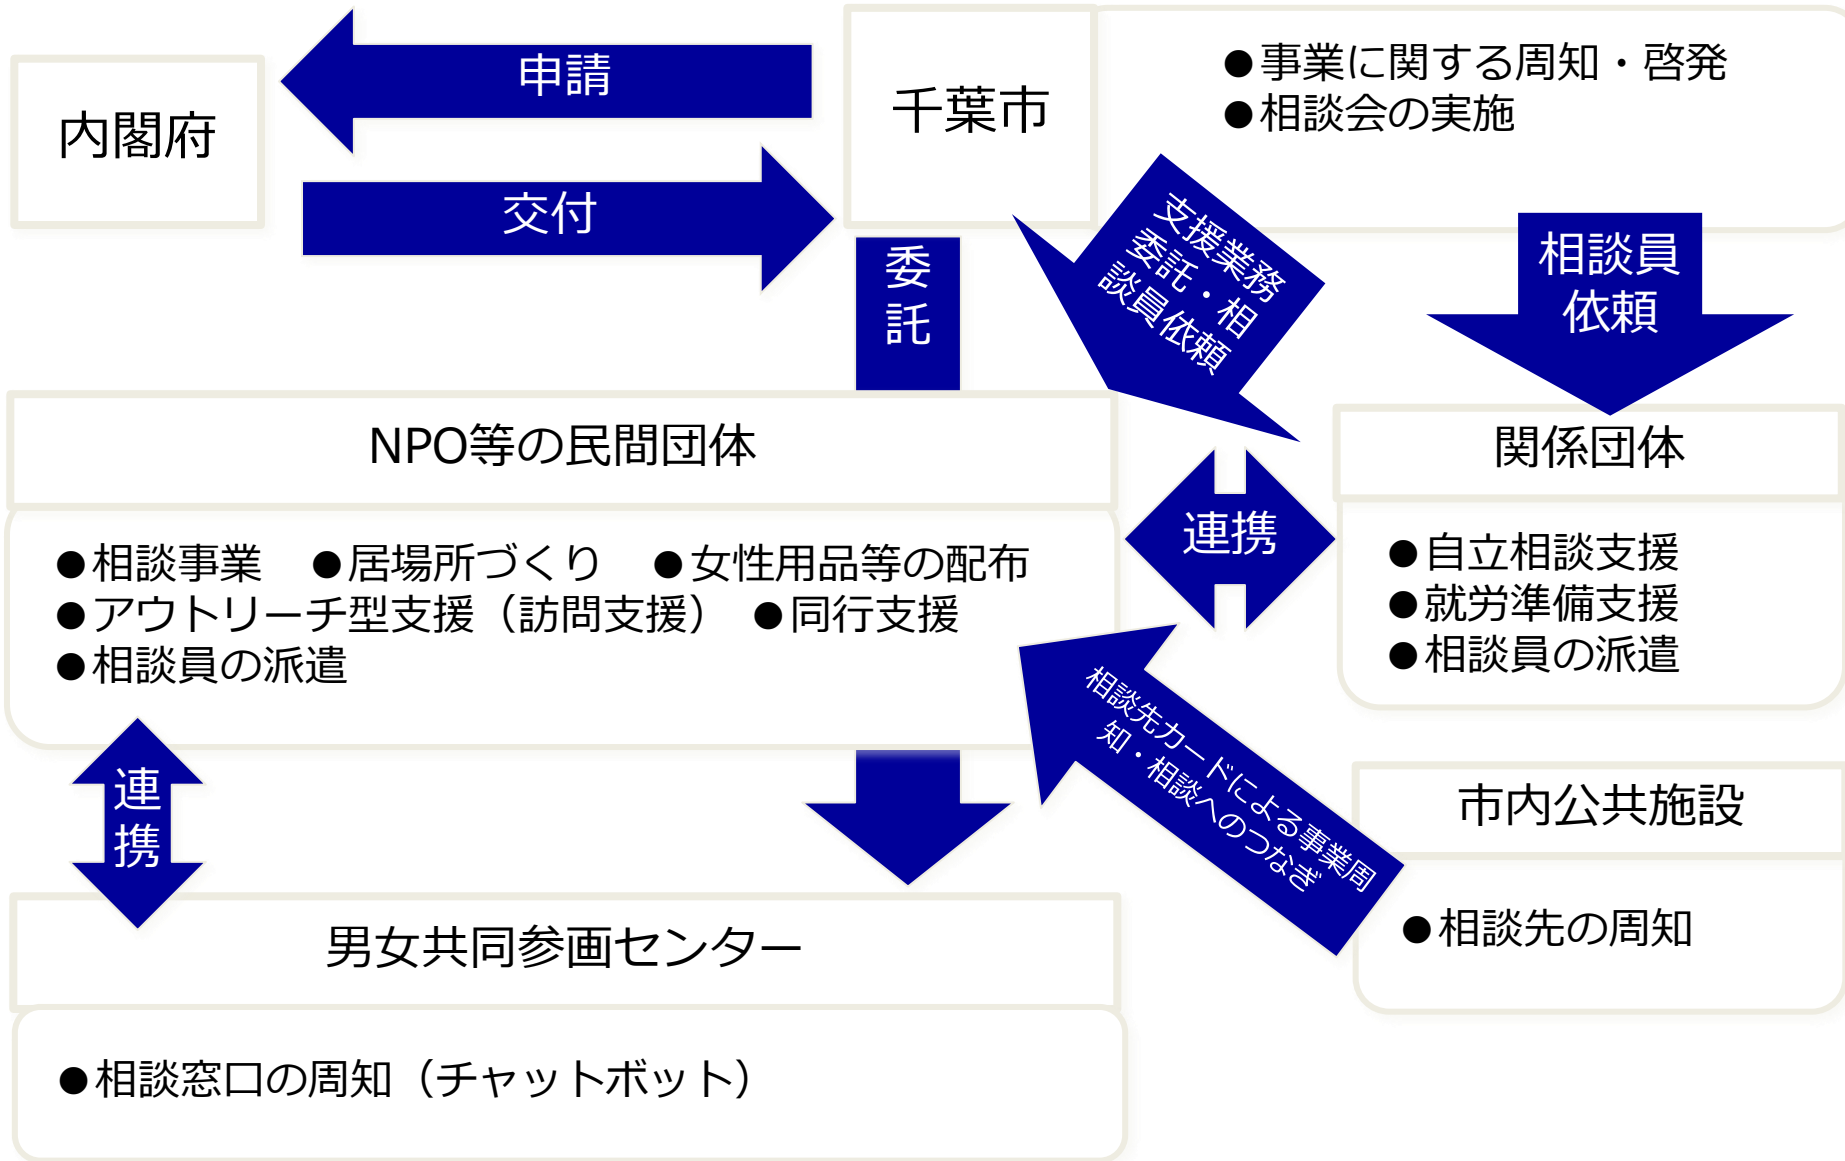 内閣府
申請
交付
千葉市
●事業に関する周知・啓発
●相談会の実施
委
託
支援業務
委託・相
談員依頼
相談員
依頼
NPO等の民間団体
●相談事業　●居場所づくり　●女性用品等の配布
●アウトリーチ型支援（訪問支援）　●同行支援
●相談員の派遣
連携
関係団体
●自立相談支援
●就労準備支援
●相談員の派遣
相談先カードによる事業周
知・相談へのつなぎ
市内公共施設
●相談先の周知
連
携
男女共同参画センター
●相談窓口の周知（チャットボット）